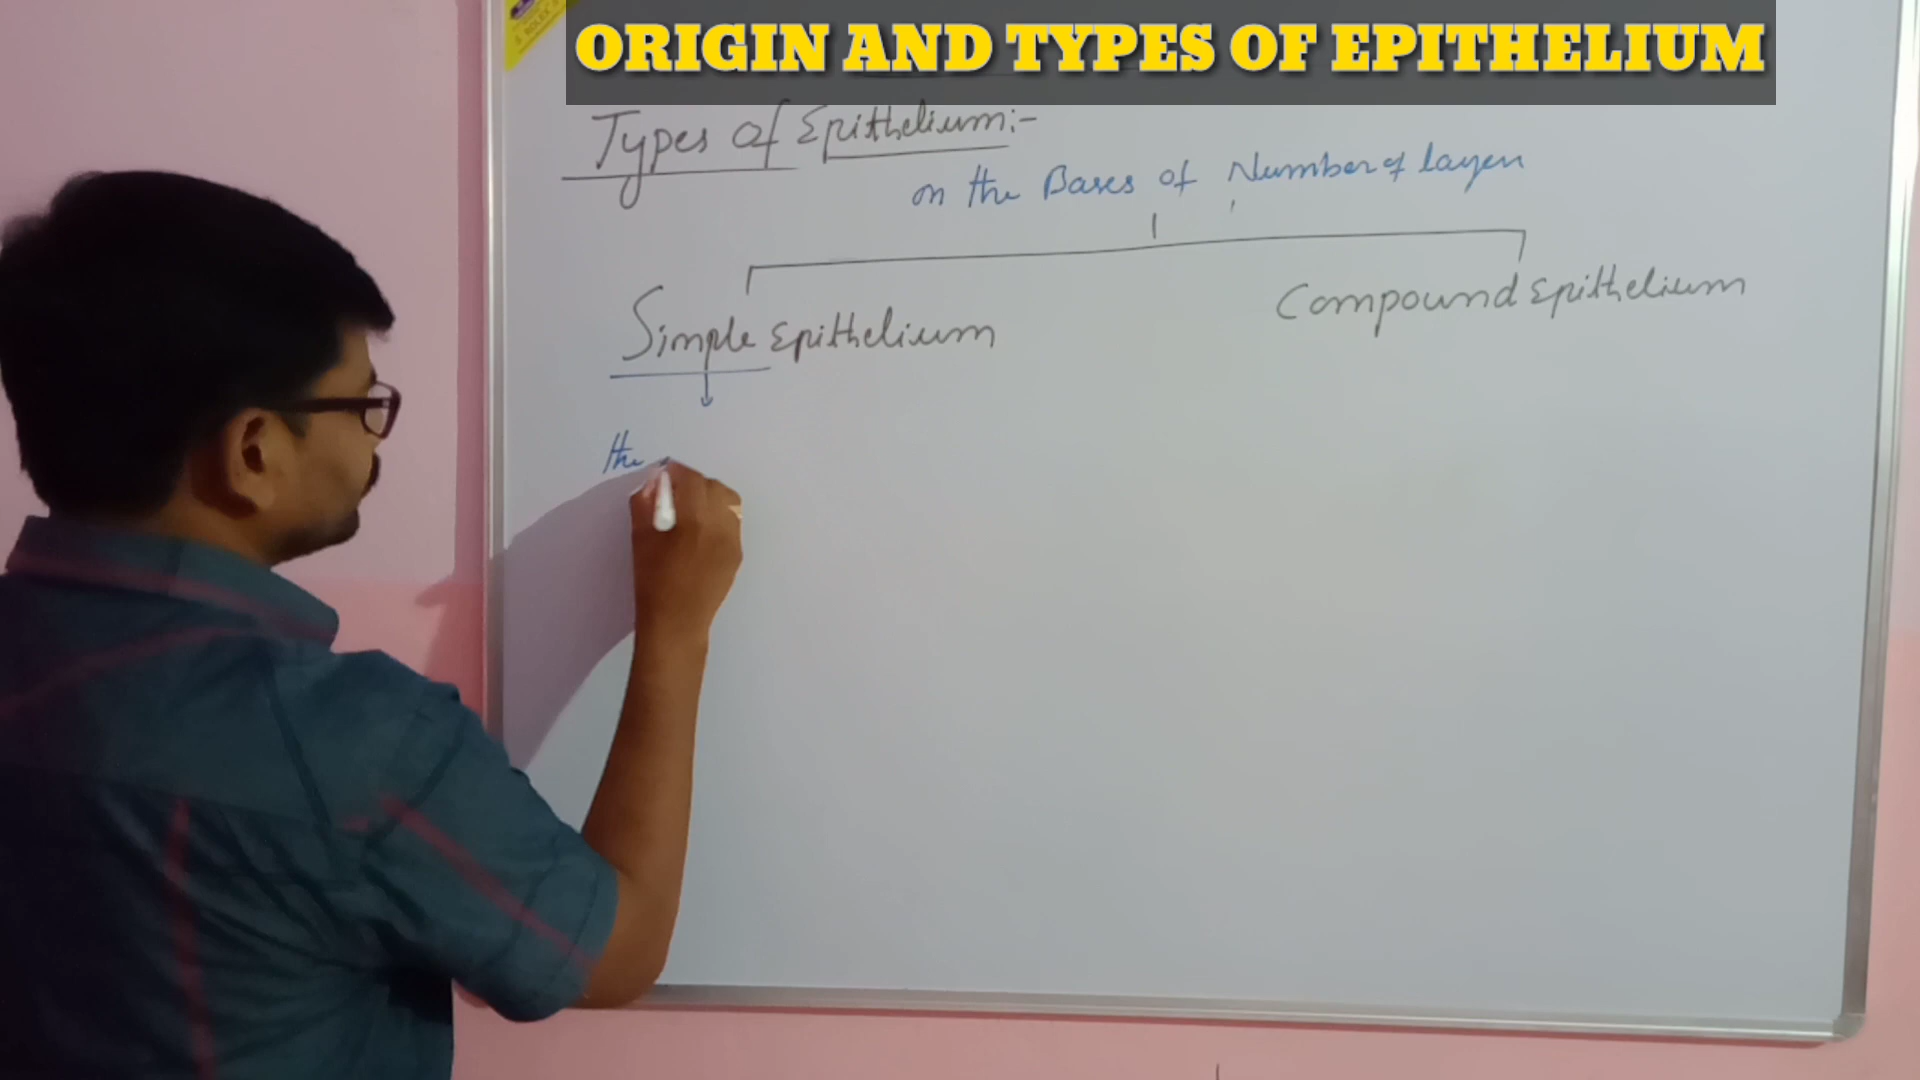 ORIGIN AND TYPES OF EPITHELIUM
Types of Epithelium:-
on the Bases of Number of layer
Simple Epithelium
Compound Epithelium
the